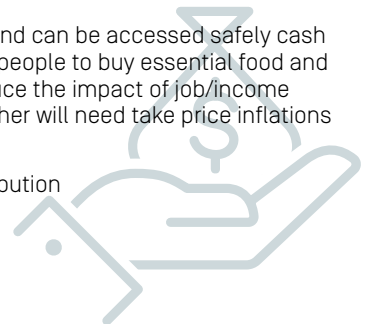 nd can be accessed safely cash
people to buy essential food and
uce the impact of job/income
her will need take price inflations
oution